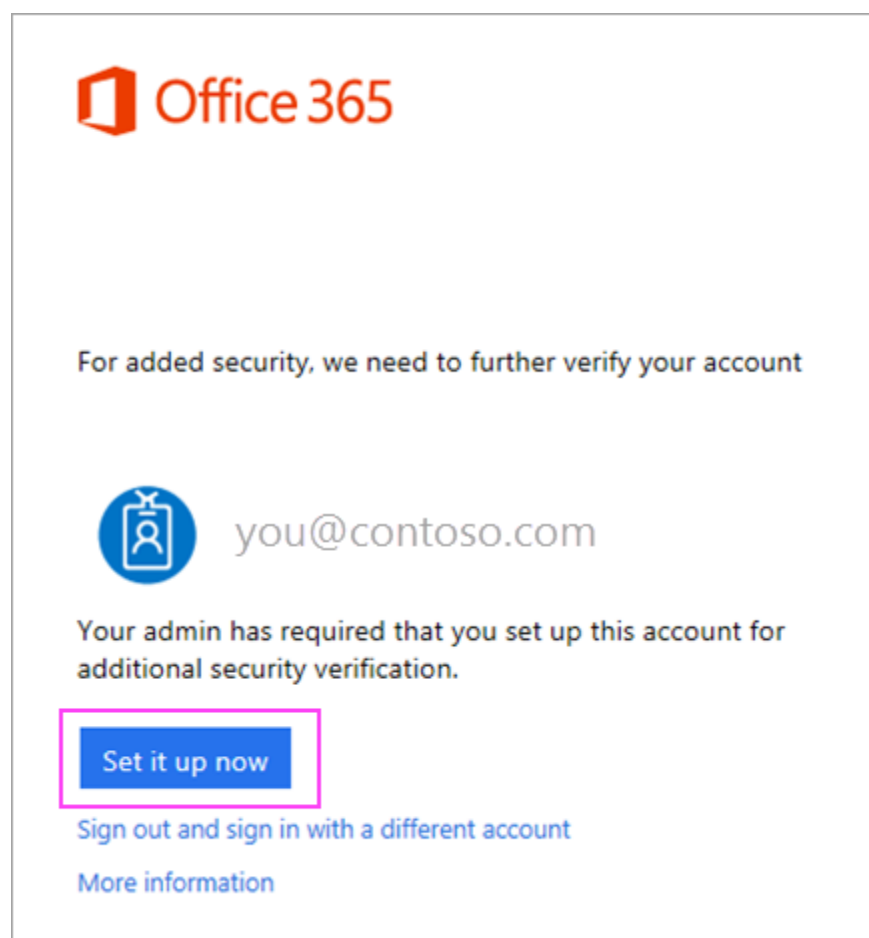 Office 365
For added security, we need to further verify your account
you@contoso.com
Your admin has required that you set up this account for
additional security verification.
Set it up now
Sign out and sign in with a different account
More information